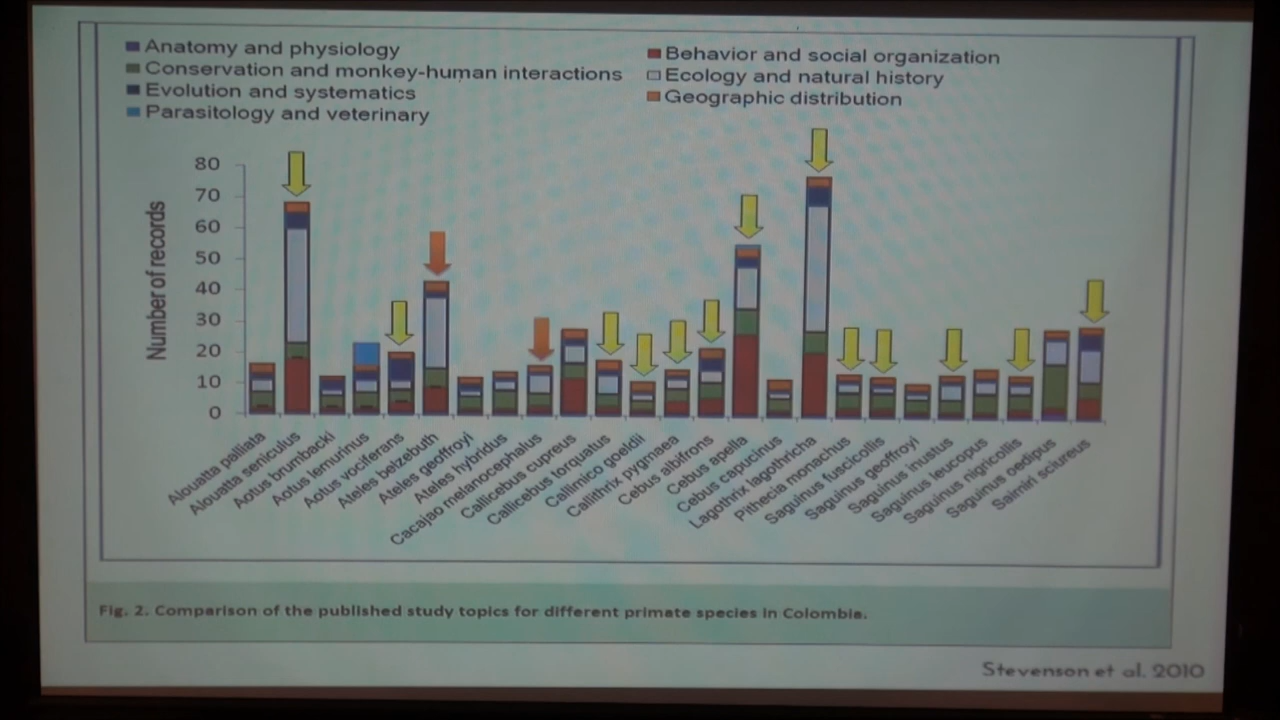 Anatomy and physiology
Behavior and social organization
Conservation and monkey-human interactions
Ecology and natural history
Evolution and systematics
Geographic distribution
Parasitology and veterinary
Number of records
80
70
60
50
40
30
20
10
0
Alouatta palliata
Alouatta seniculus
Aotus brumbacki
Aotus lemurinus
Aotus vociferans
Ateles belzebuth
Ateles geoffroyi
Ateles hybridus
Cacajao melanocephalus
Callicebus cupreus
Callicebus torquatus
Callimico goeldii
Callithrix pygmaea
Cebus albifrons
Cebus apella
Cebus capucinus
Lagothrix lagothricha
Pithecia monachus
Saguinus fuscicollis
Saguinus geoffroyi
Saguinus inustus
Saguinus leucopus
Saguinus nigricollis
Saguinus oedipus
Saimiri sciureus
Fig. 2. Comparison of the published study topics for different primate species in Colombia.
Stevenson et al. 2010